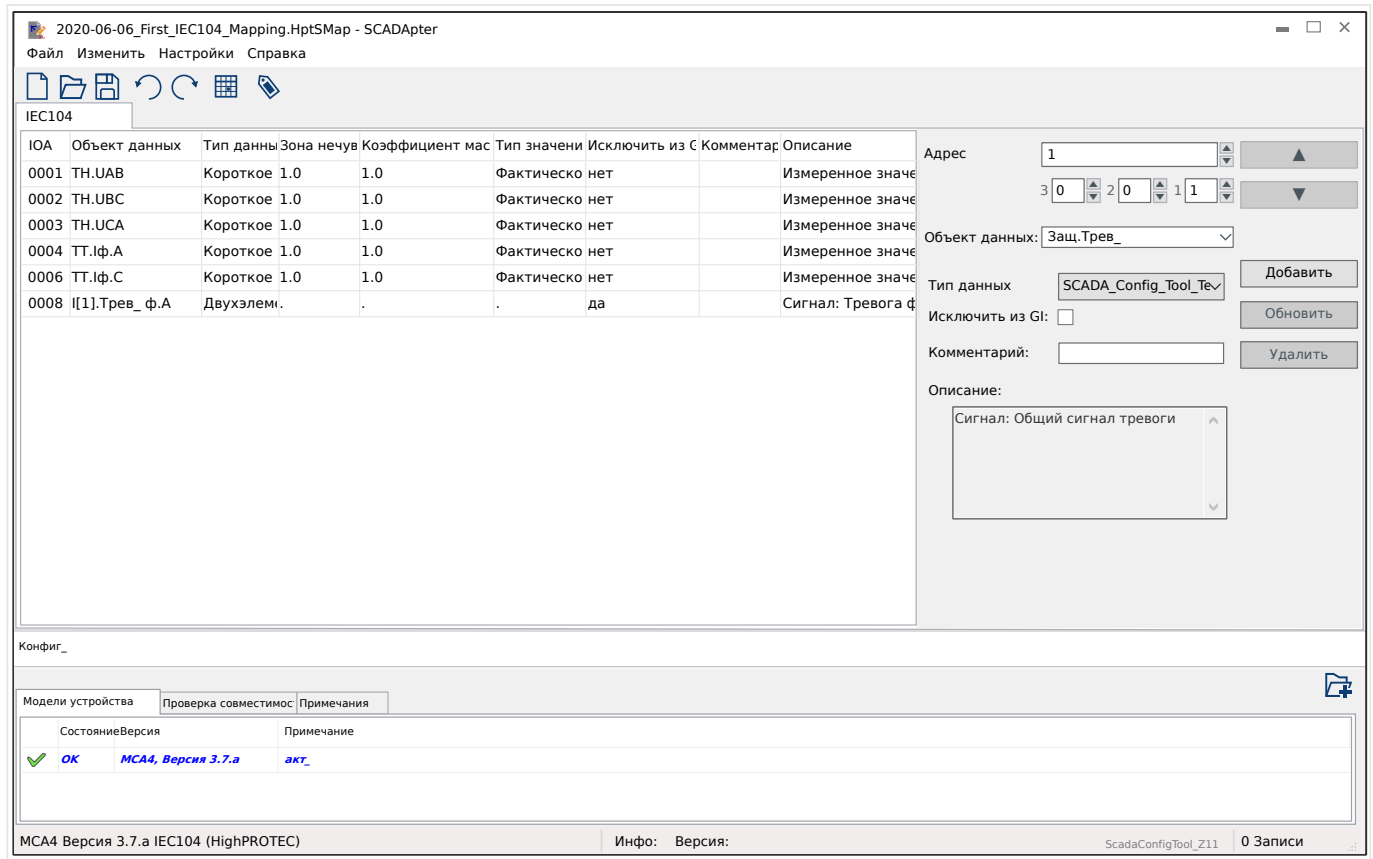 2020-06-06_First_IEC104_Mapping.HptSMap - SCADApter
Файл Изменить Настройки Справка
IEC104
IOA Объект данных Тип данны Зона нечув Коэффициент мас Тип значени Исключить из G Комментар Описание
0001 ТН.UAB Короткое 1.0 1.0 Фактическо нет Измеренное значе
0002 ТН.UBC Короткое 1.0 1.0 Фактическо нет Измеренное значе
0003 ТН.UCA Короткое 1.0 1.0 Фактическо нет Измеренное значе
0004 ТТ.Iф.A Короткое 1.0 1.0 Фактическо нет Измеренное значе
0006 ТТ.Iф.C Короткое 1.0 1.0 Фактическо нет Измеренное значе
0008 I[1].Трев_ ф.A Двухэлеме . . . да Сигнал: Тревога ф
Адрес 1
3 0 2 0 1 1
Объект данных: Защ.Трев_
Добавить
Тип данных SCADA_Config_Tool_Te
Исключить из GI:
Обновить
Комментарий:
Удалить
Описание:
Сигнал: Общий сигнал тревоги
Конфиг_
Модели устройства Проверка совместимос Примечания
Состояние Версия Примечание
OK MCA4, Версия 3.7.a акт_
MCA4 Версия 3.7.a IEC104 (HighPROTEC) Инфо: Версия: ScadaConfigTool_Z11 0 Записи